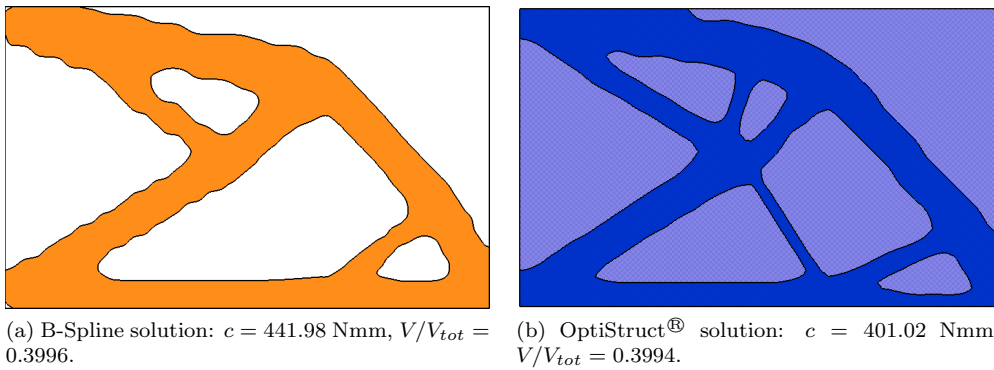 (a) B-Spline solution: c = 441.98 Nmm, V/V_tot =
0.3996.
(b) OptiStruct® solution: c = 401.02 Nmm
V/V_tot = 0.3994.